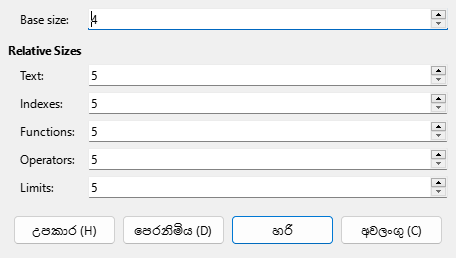 Base size: 4
Relative Sizes
Text: 5
Indexes: 5
Functions: 5
Operators: 5
Limits: 5
උපකාර (H) පෙරනිමිය (D) හරි අවලංගු (C)